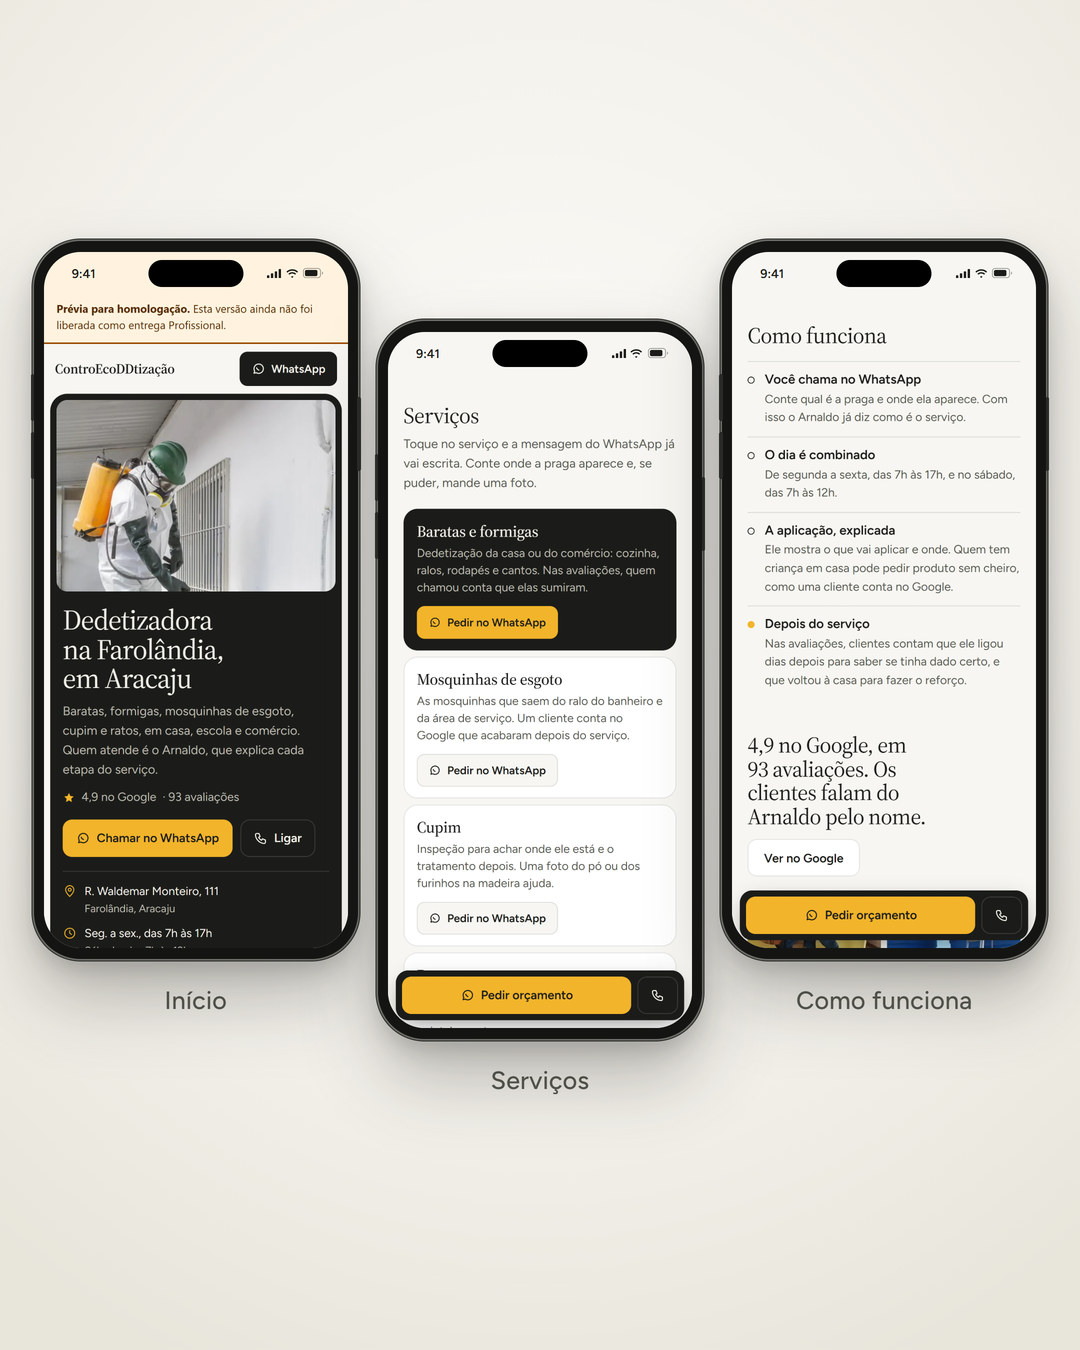 9:41
Prévia para homologação. Esta versão ainda não foi
liberada como entrega Profissional.
ControEcoDDtização
WhatsApp
Dedetizadora
na Farolândia,
em Aracaju
Baratas, formigas, mosquinhas de esgoto,
cupim e ratos, em casa, escola e comércio.
Quem atende é o Arnaldo, que explica cada
etapa do serviço.
4,9 no Google · 93 avaliações
Chamar no WhatsApp
Ligar
R. Waldemar Monteiro, 111
Farolândia, Aracaju
Seg. a sex., das 7h às 17h
Início
9:41
Serviços
Toque no serviço e a mensagem do WhatsApp já
vai escrita. Conte onde a praga aparece e, se
puder, mande uma foto.
Baratas e formigas
Dedetização da casa ou do comércio: cozinha,
ralos, rodapés e cantos. Nas avaliações, quem
chamou conta que elas sumiram.
Pedir no WhatsApp
Mosquinhas de esgoto
As mosquinhas que saem do ralo do banheiro e
da área de serviço. Um cliente conta no
Google que acabaram depois do serviço.
Pedir no WhatsApp
Cupim
Inspeção para achar onde ele está e o
tratamento depois. Uma foto do pó ou dos
furinhos na madeira ajuda.
Pedir no WhatsApp
Pedir orçamento
Serviços
9:41
Como funciona
Você chama no WhatsApp
Conte qual é a praga e onde ela aparece. Com
isso o Arnaldo já diz como é o serviço.
O dia é combinado
De segunda a sexta, das 7h às 17h, e no sábado,
das 7h às 12h.
A aplicação, explicada
Ele mostra o que vai aplicar e onde. Quem tem
criança em casa pode pedir produto sem cheiro,
como uma cliente conta no Google.
Depois do serviço
Nas avaliações, clientes contam que ele ligou
dias depois para saber se tinha dado certo, e
que voltou à casa para fazer o reforço.
4,9 no Google, em
93 avaliações. Os
clientes falam do
Arnaldo pelo nome.
Ver no Google
Pedir orçamento
Como funciona